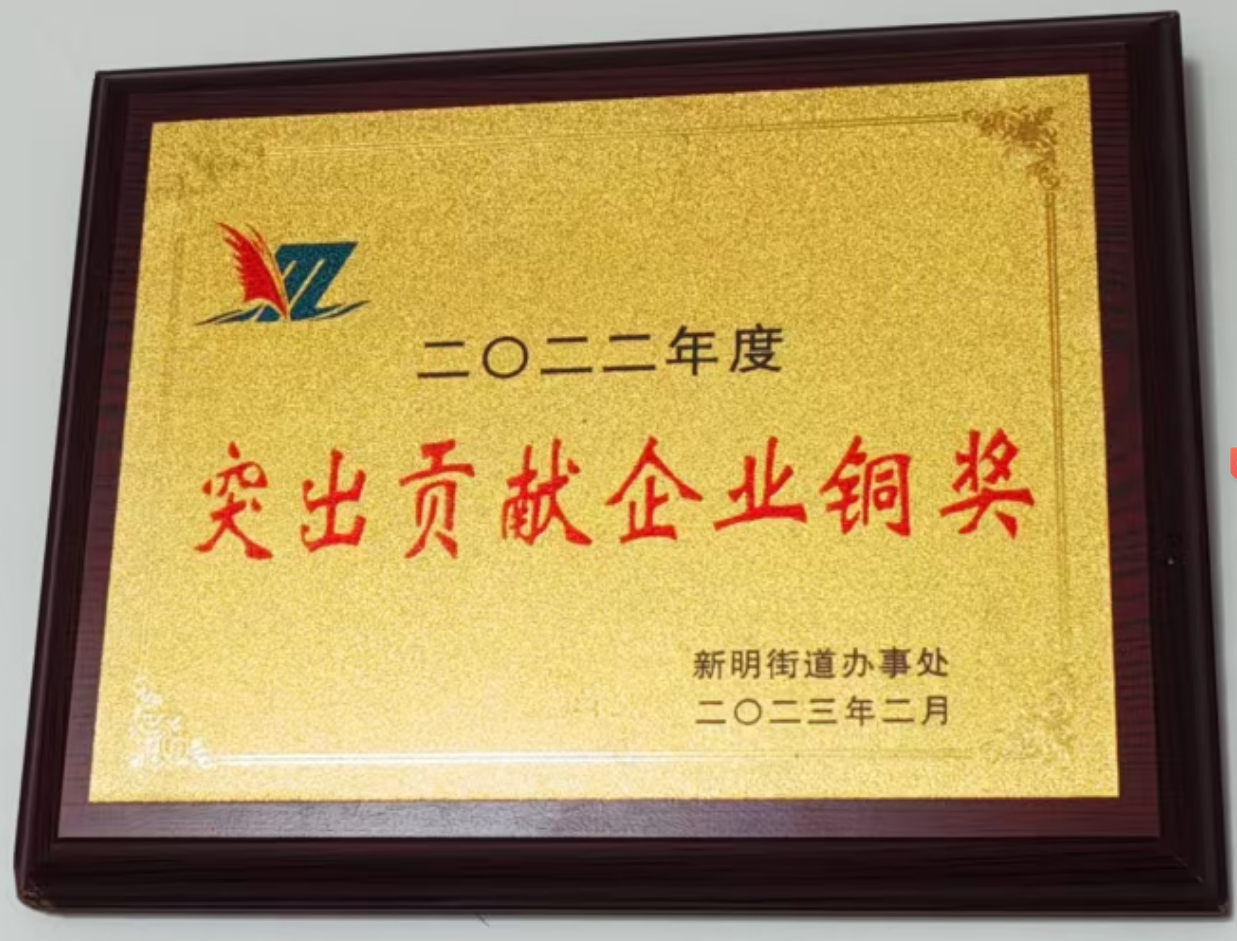 二〇二二年度
突出贡献企业铜奖
新明街道办事处
二〇二三年二月